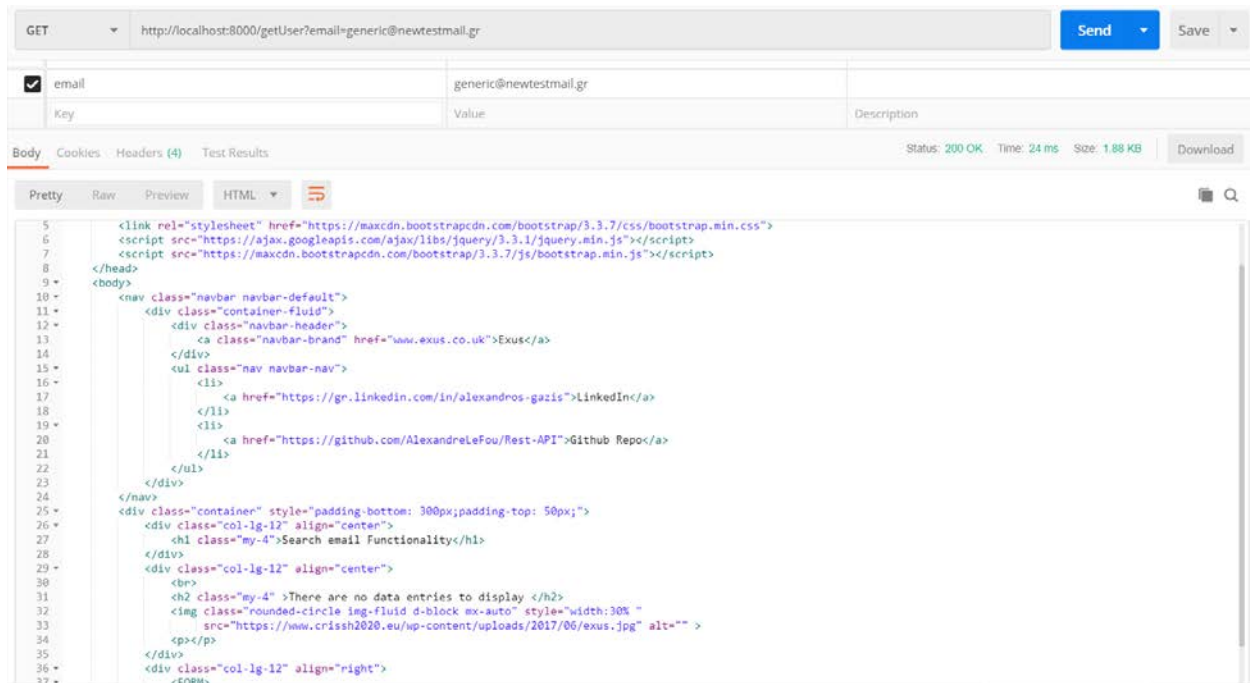 GET http://localhost:8000/getUser?email=generic@newtestmail.gr Send Save
email generic@newtestmail.gr
Key Value Description
Body Cookies Headers (4) Test Results Status: 200 OK Time: 24 ms Size: 1.88 KB Download
Pretty Raw Preview HTML
5 <link rel="stylesheet" href="https://maxcdn.bootstrapcdn.com/bootstrap/3.3.7/css/bootstrap.min.css">
6 <script src="https://ajax.googleapis.com/ajax/libs/jquery/3.3.1/jquery.min.js"></script>
7 <script src="https://maxcdn.bootstrapcdn.com/bootstrap/3.3.7/js/bootstrap.min.js"></script>
8 </head>
9 <body>
10 <nav class="navbar navbar-default">
11 <div class="container-fluid">
12 <div class="navbar-header">
13 <a class="navbar-brand" href="www.exus.co.uk">Exus</a>
14 </div>
15 <ul class="nav navbar-nav">
16 <li>
17 <a href="https://gr.linkedin.com/in/alexandros-gazis">LinkedIn</a>
18 </li>
19 <li>
20 <a href="https://github.com/AlexandreLeFou/Rest-API">Github Repo</a>
21 </li>
22 </ul>
23 </div>
24 </nav>
25 <div class="container" style="padding-bottom: 300px;padding-top: 50px;">
26 <div class="col-lg-12" align="center">
27 <h1 class="my-4">Search email Functionality</h1>
28 </div>
29 <div class="col-lg-12" align="center">
30 <br>
31 <h2 class="my-4" >There are no data entries to display </h2>
32 <img class="rounded-circle img-fluid d-block mx-auto" style="width:30% "
33 src="https://www.crissh2020.eu/wp-content/uploads/2017/06/exus.jpg" alt="" >
34 <p></p>
35 </div>
36 <div class="col-lg-12" align="right">
37 <FORM>